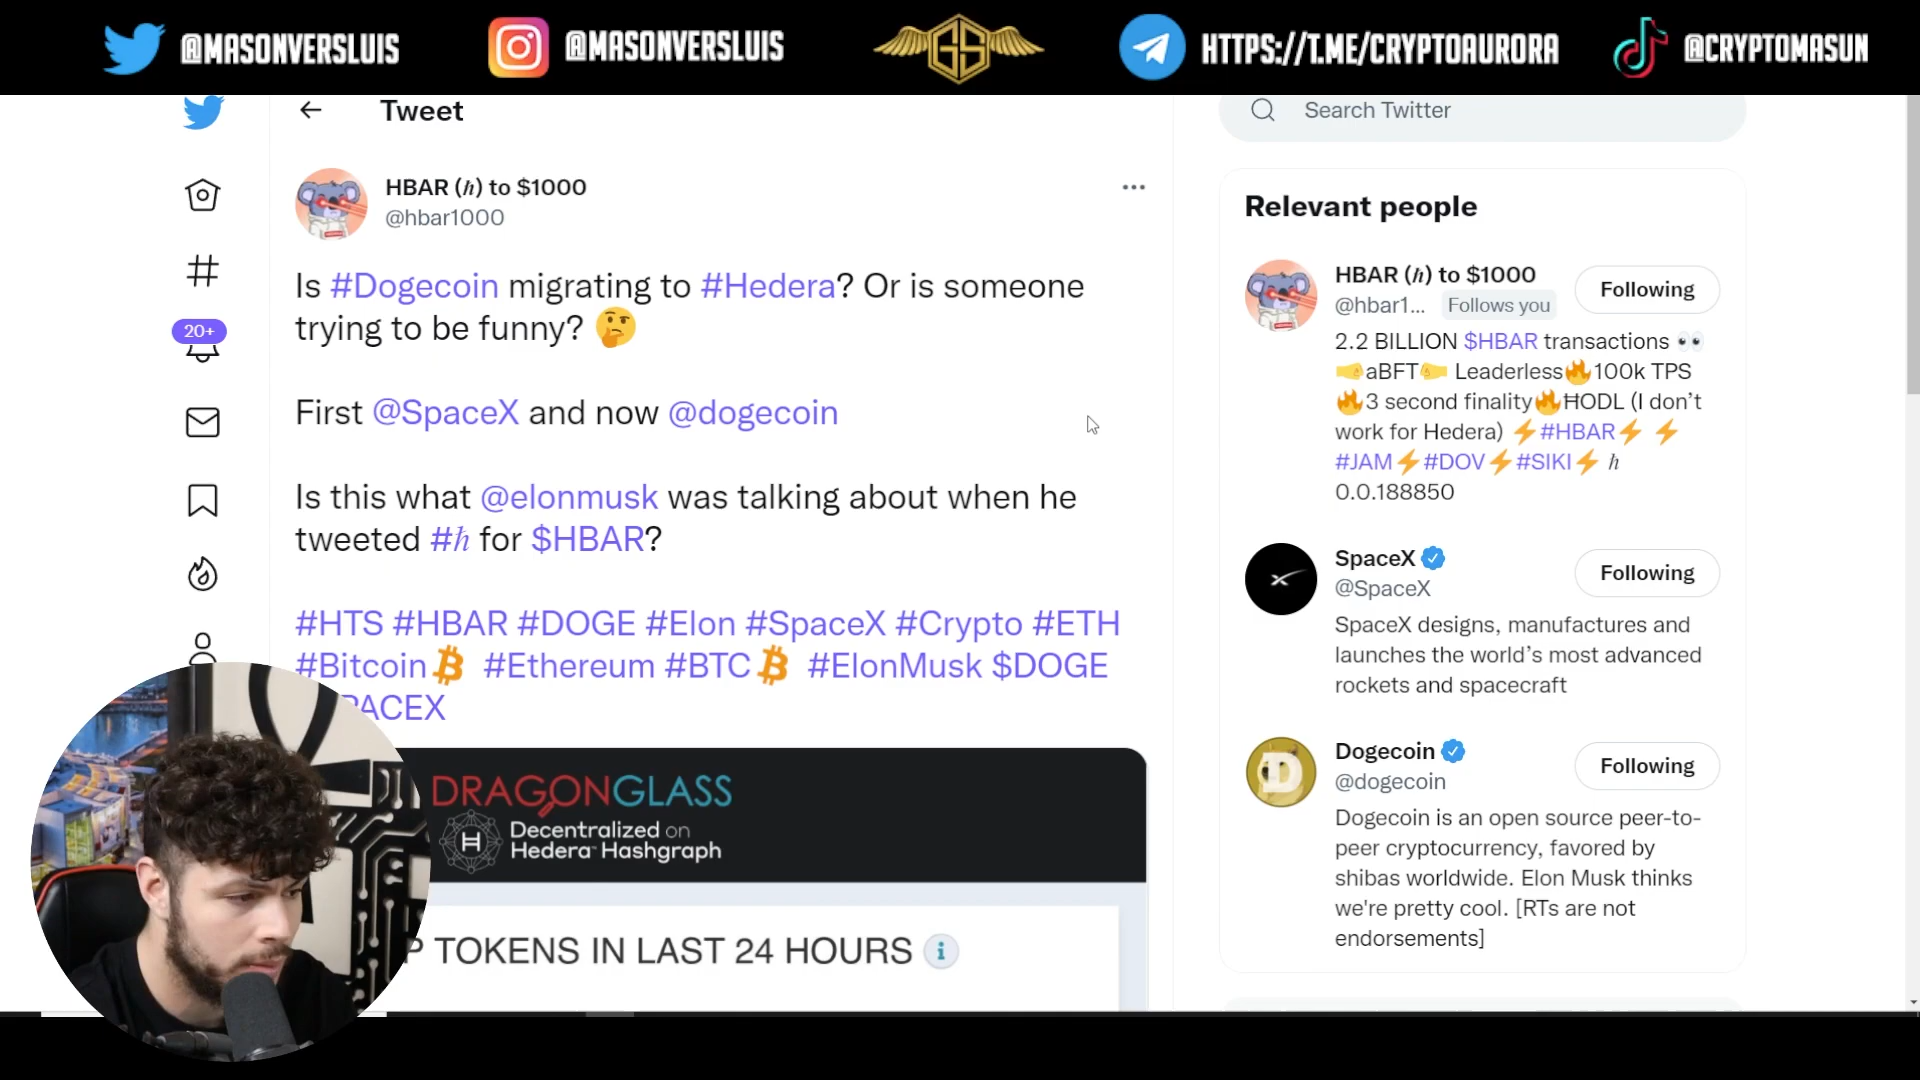 @MASONVERSLUIS
@MASONVERSLUIS
GS
HTTPS://T.ME/CRYPTOAURORA
@CRYPTOMASUN
Tweet
HBAR (ℏ) to $1000
@hbar1000
Is #Dogecoin migrating to #Hedera? Or is someone
trying to be funny? 🤔
First @SpaceX and now @dogecoin
Is this what @elonmusk was talking about when he
tweeted #ℏ for $HBAR?
#HTS #HBAR #DOGE #Elon #SpaceX #Crypto #ETH
#Bitcoin #Ethereum #BTC #ElonMusk $DOGE
PACEX
DRAGONGLASS
Decentralized on
Hedera™ Hashgraph
P TOKENS IN LAST 24 HOURS
20+
Search Twitter
Relevant people
HBAR (ℏ) to $1000
@hbar1... Follows you
Following
2.2 BILLION $HBAR transactions 👀
🤜aBFT🤛 Leaderless🔥100k TPS
🔥3 second finality🔥ĦODL (I don't
work for Hedera) ⚡#HBAR⚡ ⚡
#JAM⚡#DOV⚡#SIKI⚡ ℏ
0.0.188850
SpaceX
@SpaceX
Following
SpaceX designs, manufactures and
launches the world's most advanced
rockets and spacecraft
Dogecoin
@dogecoin
Following
Dogecoin is an open source peer-to-
peer cryptocurrency, favored by
shibas worldwide. Elon Musk thinks
we're pretty cool. [RTs are not
endorsements]